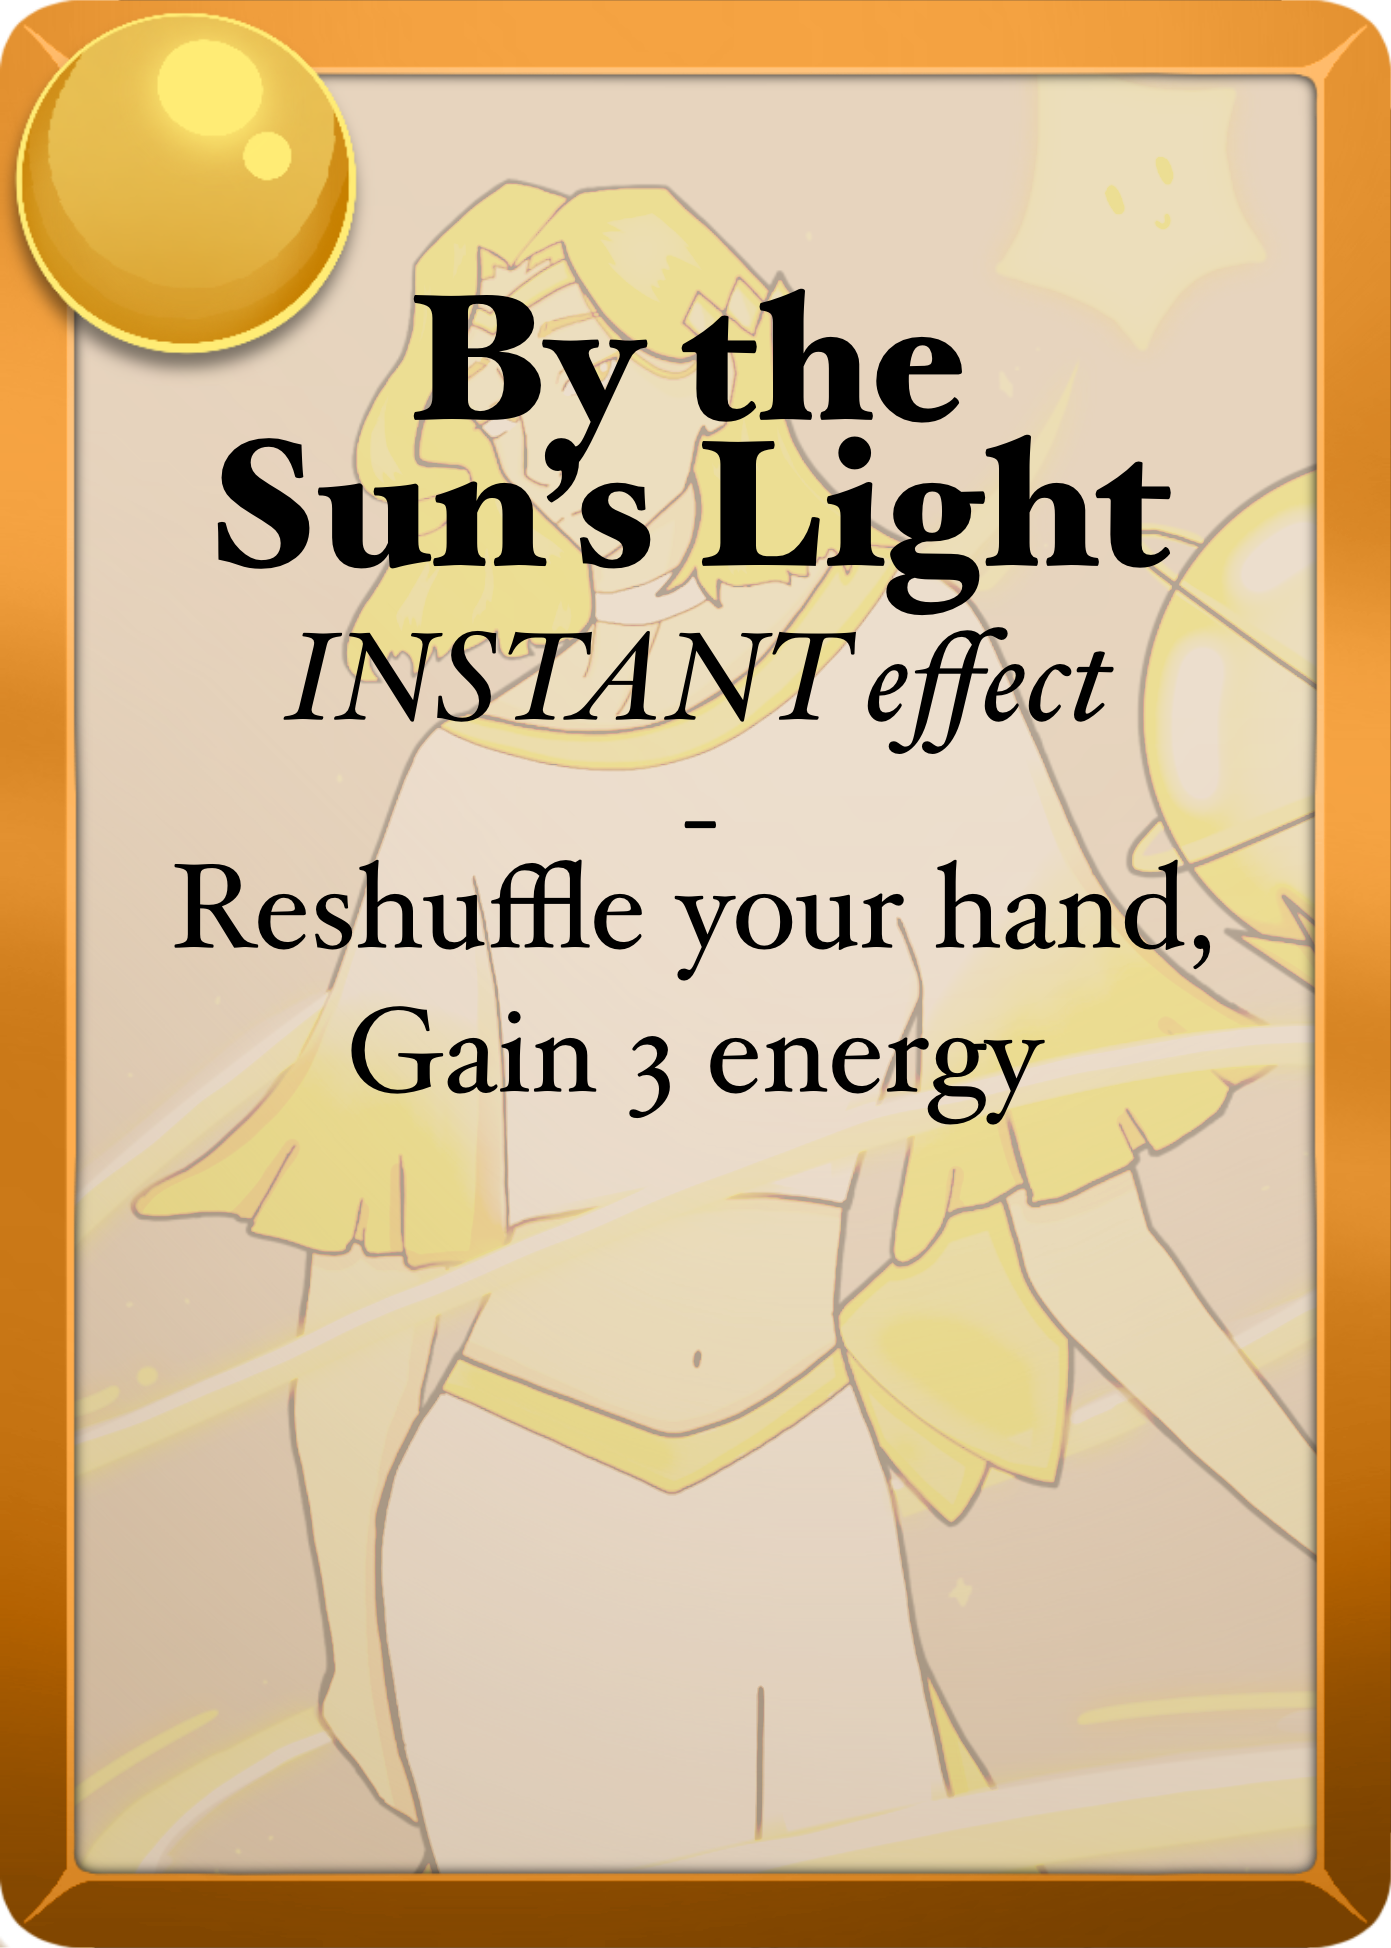 By the
Sun’s Light
INSTANT effect
-
Reshuffle your hand,
Gain 3 energy